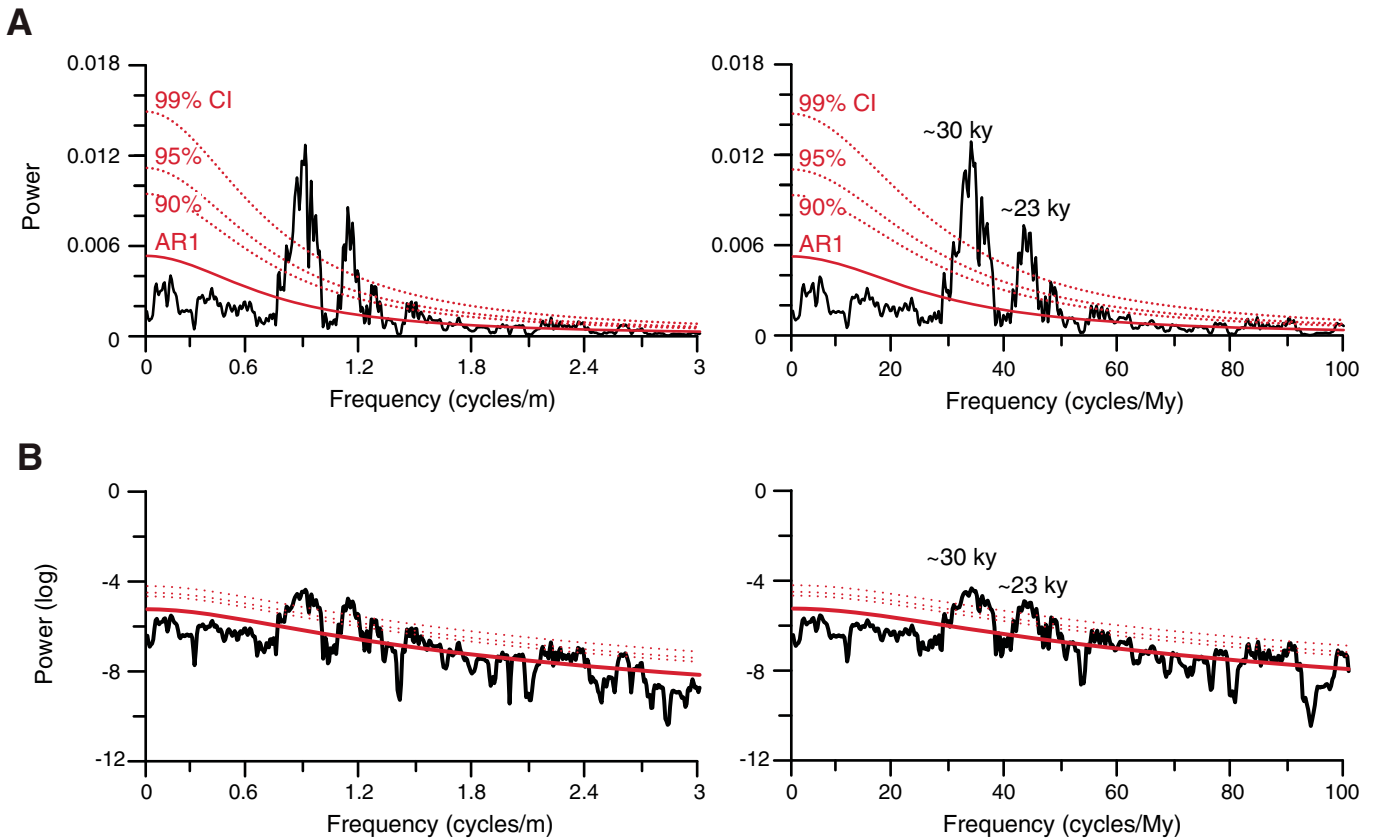 A
0.018
0.012
0.006
0
Power
99% CI
95%
90%
AR1
0 0.6 1.2 1.8 2.4 3
Frequency (cycles/m)
0.018
0.012
0.006
0
99% CI
95%
90%
AR1
~30 ky
~23 ky
0 20 40 60 80 100
Frequency (cycles/My)
B
0
-4
-8
-12
Power (log)
0 0.6 1.2 1.8 2.4 3
Frequency (cycles/m)
0
-4
-8
-12
~30 ky
~23 ky
0 20 40 60 80 100
Frequency (cycles/My)